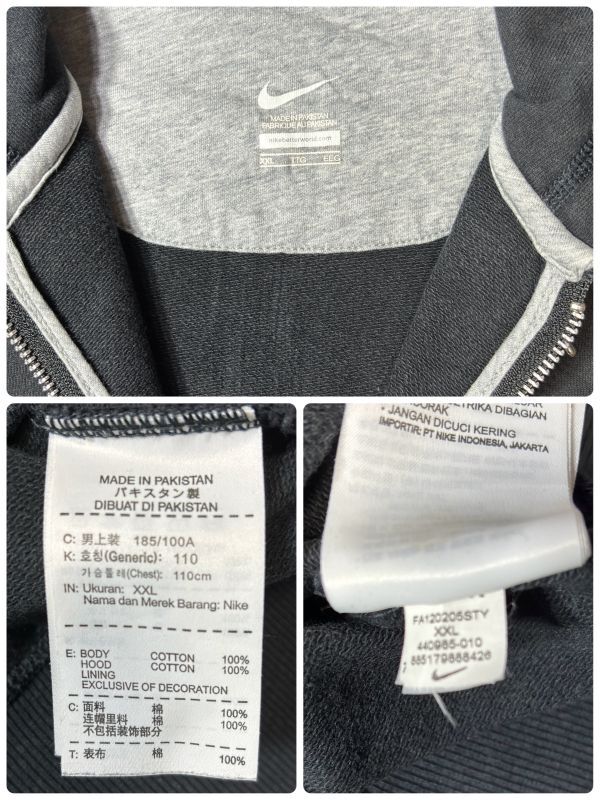 MADE IN PAKISTAN
FABRIQUÉ AU PAKISTAN
nikebetterworld.com
XXL TTG EEG
MADE IN PAKISTAN
パキスタン製
DIBUAT DI PAKISTAN
C: 男上装 185/100A
K: 호칭(Generic): 110
가슴둘레(Chest): 110cm
IN: Ukuran: XXL
Nama dan Merek Barang: Nike
E: BODY COTTON 100%
HOOD COTTON 100%
LINING
EXCLUSIVE OF DECORATION
C: 面料 棉 100%
连帽里料 棉 100%
不包括装饰部分
T: 表布 棉 100%
SETRIKA DIBAGIAN
DORAK
- JANGAN DICUCI KERING
IMPORTIR: PT NIKE INDONESIA, JAKARTA
FA120205STY
XXL
440985-010
885179888426